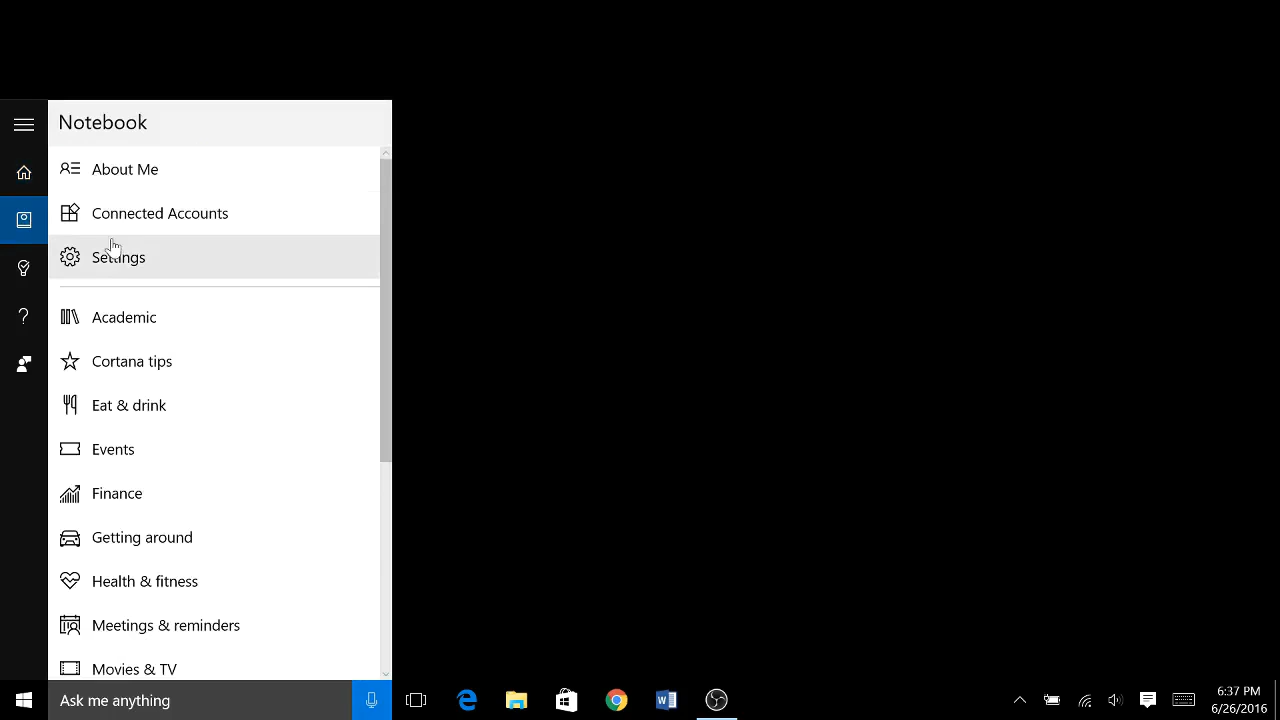 Notebook
About Me
Connected Accounts
Settings
Academic
Cortana tips
Eat & drink
Events
Finance
Getting around
Health & fitness
Meetings & reminders
Movies & TV
Ask me anything
6:37 PM
6/26/2016